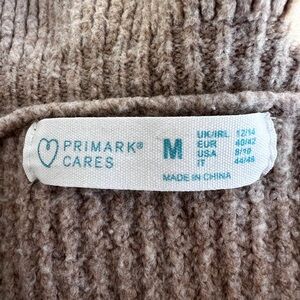 PRIMARK®
CARES
M
UK/IRL 12/14
EUR 40/42
USA 8/10
IT 44/46
MADE IN CHINA